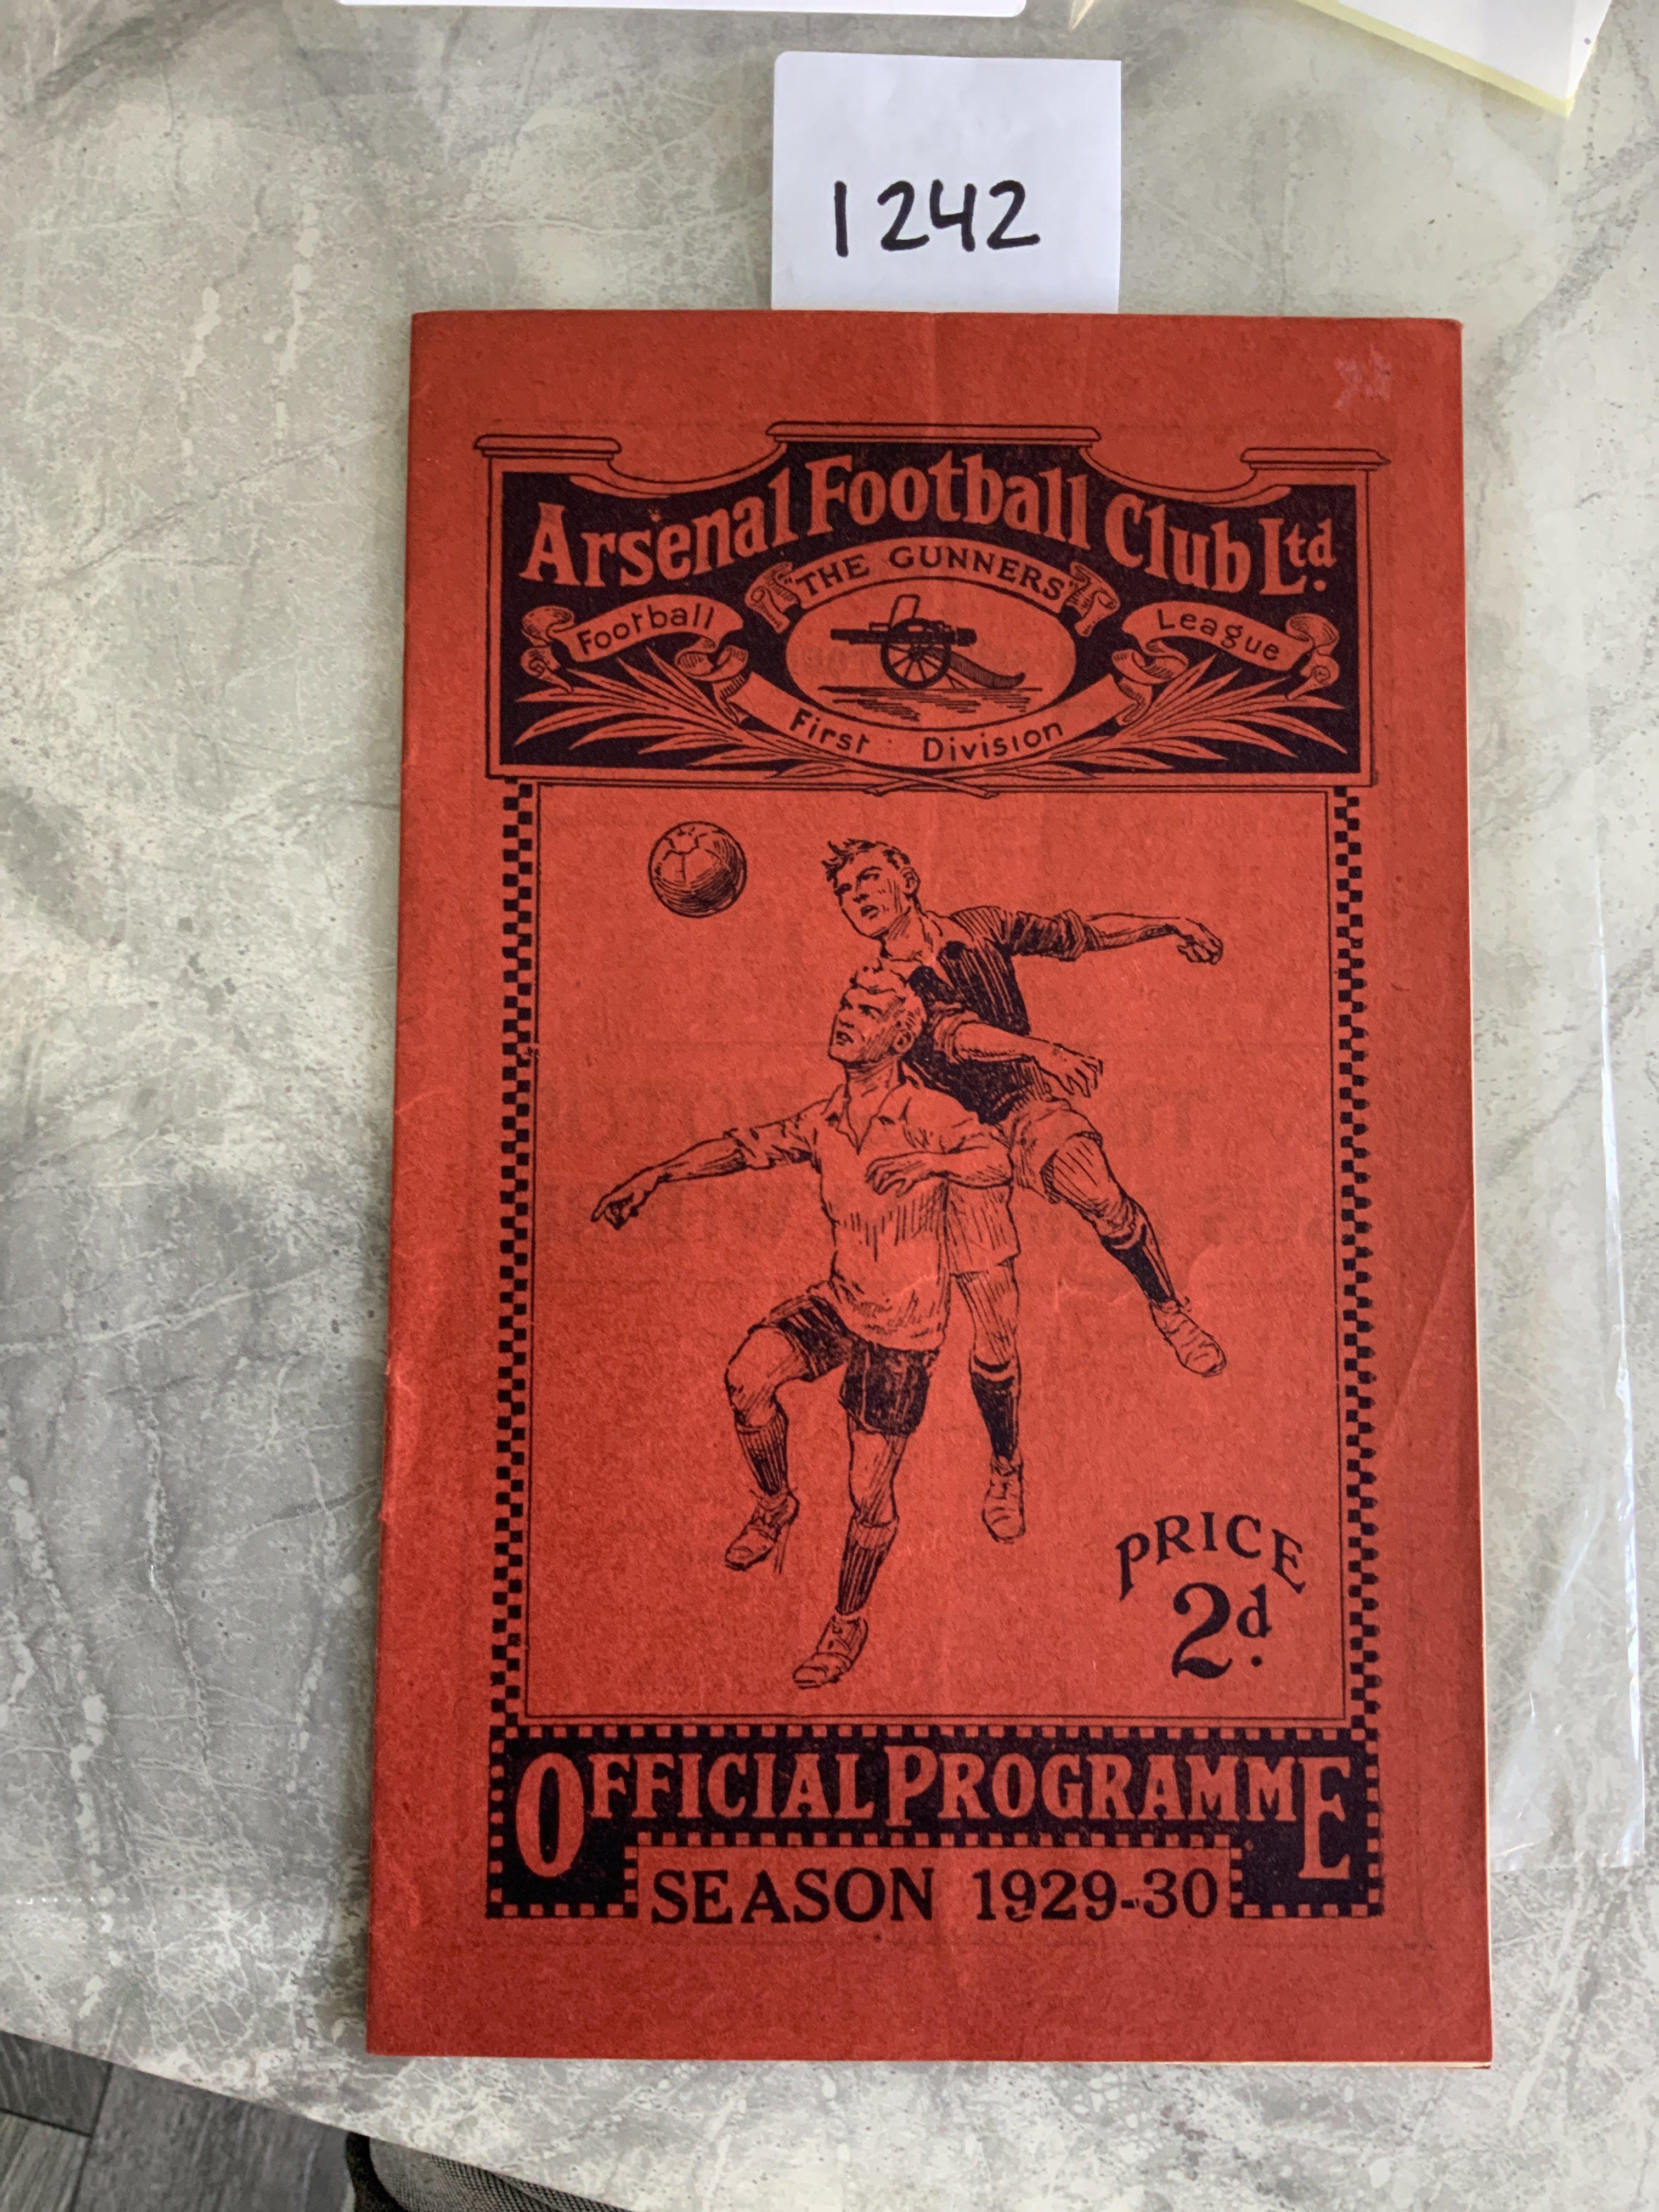 1242
Arsenal Football Club Ltd.
"THE GUNNERS"
Football League
First Division
PRICE
2d.
OFFICIAL PROGRAMME
SEASON 1929-30